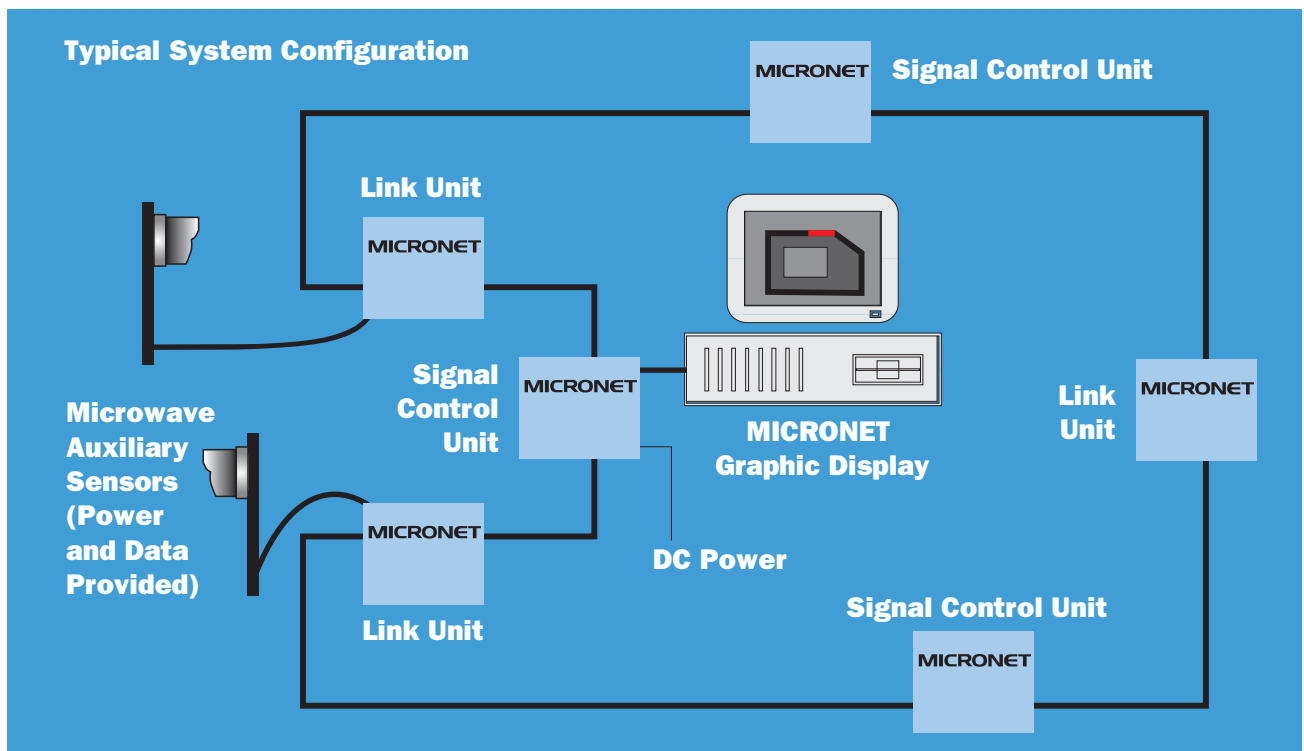 Typical System Configuration
MICRONET
Signal Control Unit
Link Unit
MICRONET
Signal
Control
Unit
MICRONET
MICRONET
Graphic Display
Link
Unit
MICRONET
Microwave
Auxiliary
Sensors
(Power
and Data
Provided)
MICRONET
Link Unit
DC Power
Signal Control Unit
MICRONET